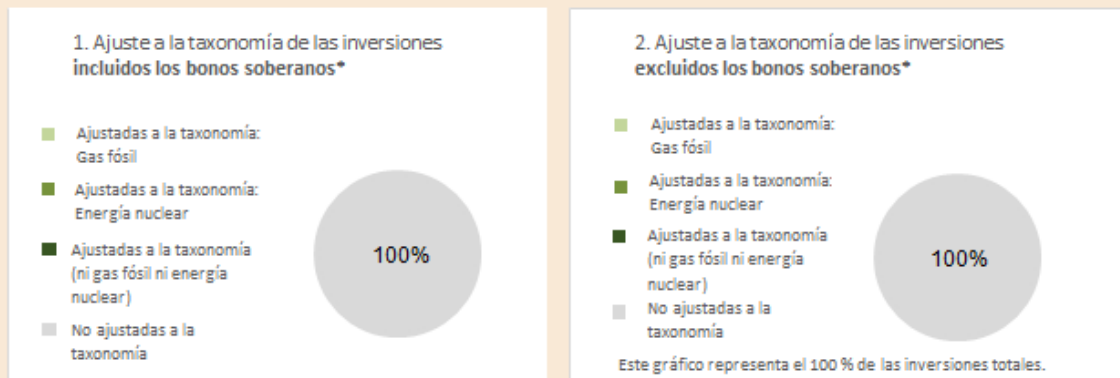 1. Ajuste a la taxonomía de las inversiones
incluidos los bonos soberanos*
Ajustadas a la taxonomía:
Gas fósil
Ajustadas a la taxonomía:
Energía nuclear
Ajustadas a la taxonomía
(ni gas fósil ni energía
nuclear)
No ajustadas a la
taxonomía
100%
2. Ajuste a la taxonomía de las inversiones
excluidos los bonos soberanos*
Ajustadas a la taxonomía:
Gas fósil
Ajustadas a la taxonomía:
Energía nuclear
Ajustadas a la taxonomía
(ni gas fósil ni energía
nuclear)
No ajustadas a la
taxonomía
100%
Este gráfico representa el 100 % de las inversiones totales.